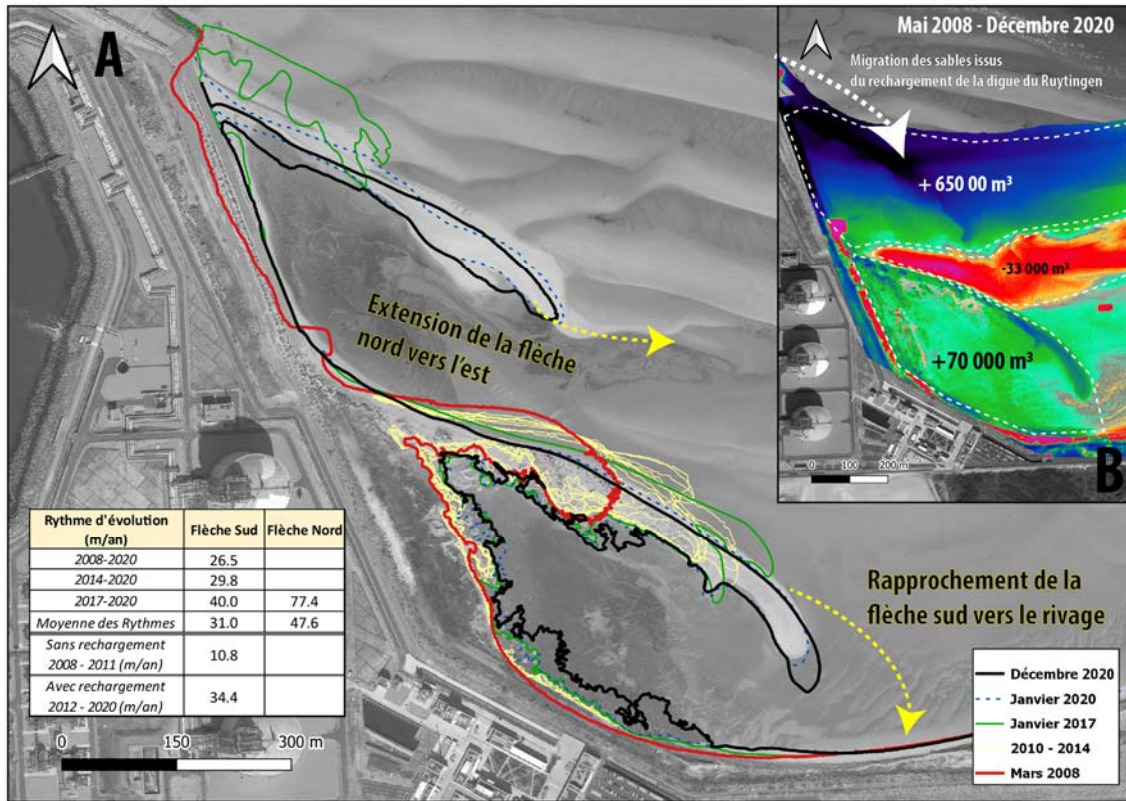 A
Extension de la flèche
nord vers l'est
Rapprochement de la
flèche sud vers le rivage
Rythme d'évolution (m/an) Flèche Sud Flèche Nord
2008-2020 26.5
2014-2020 29.8
2017-2020 40.0 77.4
Moyenne des Rythmes 31.0 47.6
Sans rechargement
2008 - 2011 (m/an) 10.8
Avec rechargement
2012 - 2020 (m/an) 34.4
0 150 300 m
Décembre 2020
Janvier 2020
Janvier 2017
2010 - 2014
Mars 2008
Mai 2008 - Décembre 2020
Migration des sables issus
du rechargement de la digue du Ruytingen
+ 650 00 m³
-33 000 m³
+70 000 m³
0 100 200 m
B